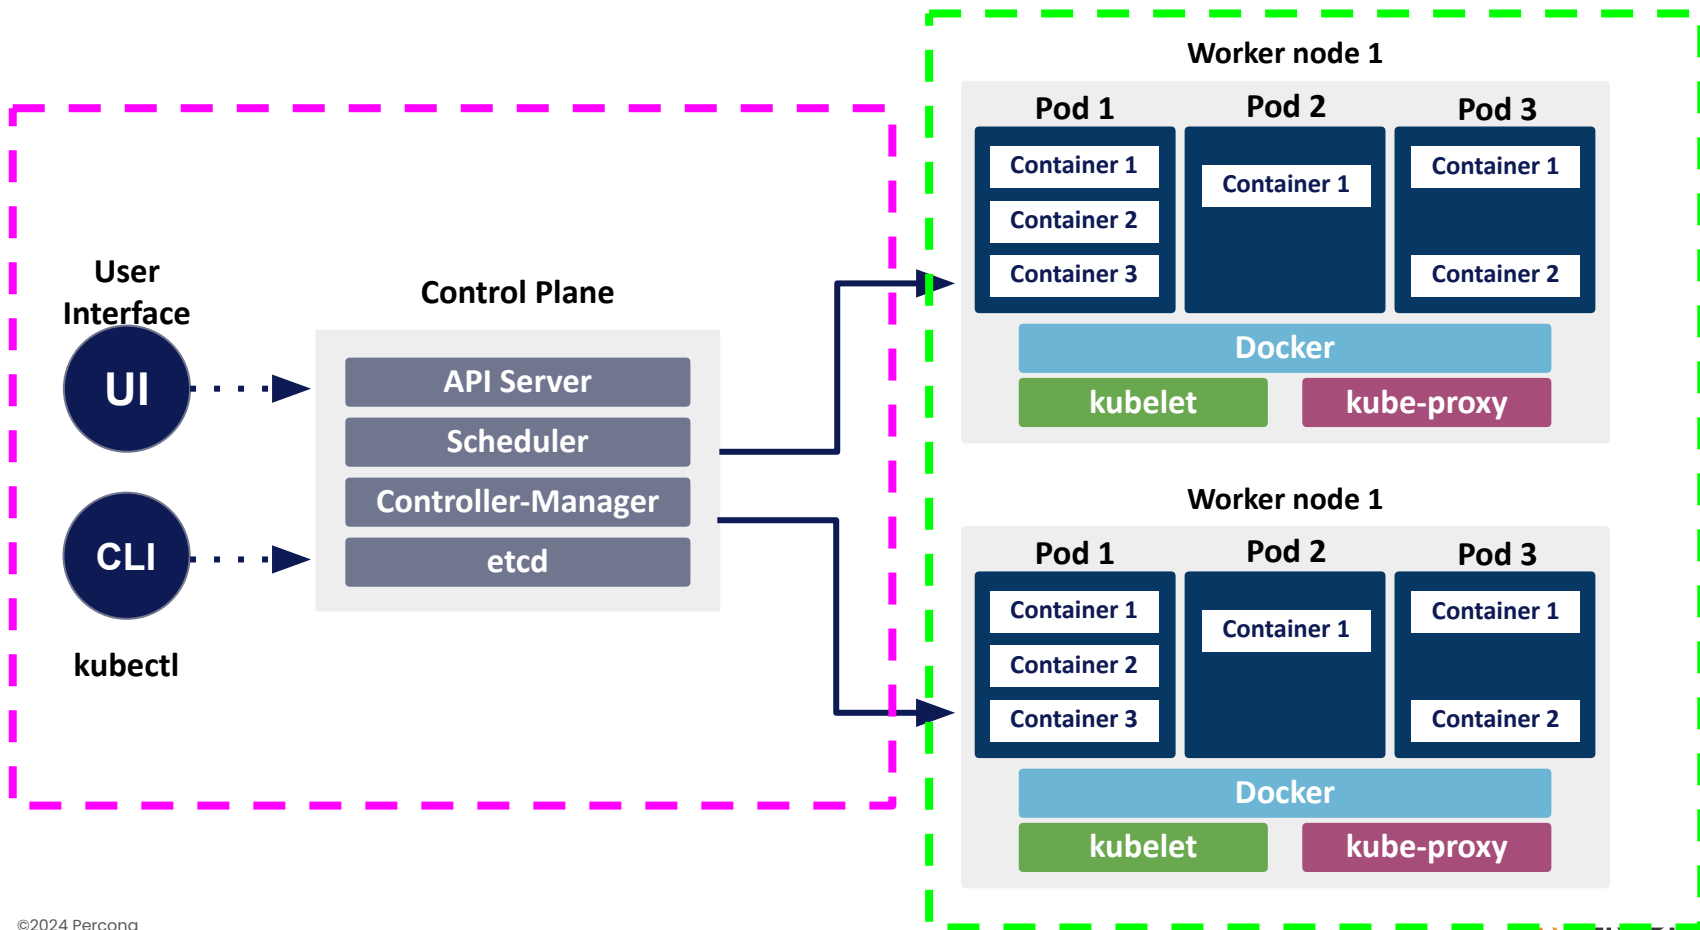 User
Interface
UI
CLI
kubectl
Control Plane
API Server
Scheduler
Controller-Manager
etcd
Worker node 1
Pod 1
Pod 2
Pod 3
Container 1
Container 2
Container 3
Container 1
Container 1
Container 2
Docker
kubelet
kube-proxy
Worker node 1
Pod 1
Pod 2
Pod 3
Container 1
Container 2
Container 3
Container 1
Container 1
Container 2
Docker
kubelet
kube-proxy
©2024 Percona